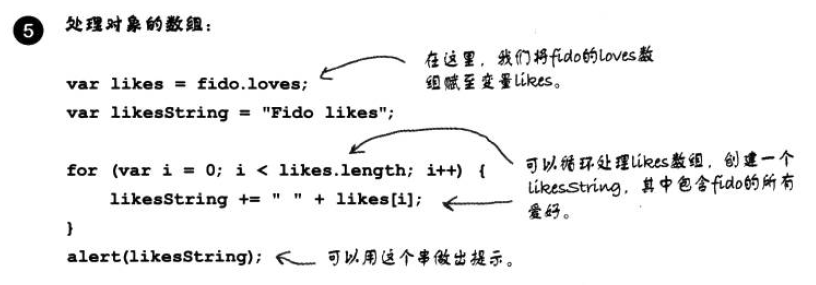 5 处理对象的数组：
在这里，我们将fido的loves数
组赋至变量likes。
var likes = fido.loves;
var likesString = "Fido likes";
for (var i = 0; i < likes.length; i++) {
可以循环处理likes数组，创建一个
likesString += " " + likes[i];
likesString，其中包含fido的所有
爱好。
}
alert(likesString);
可以用这个串做出提示。